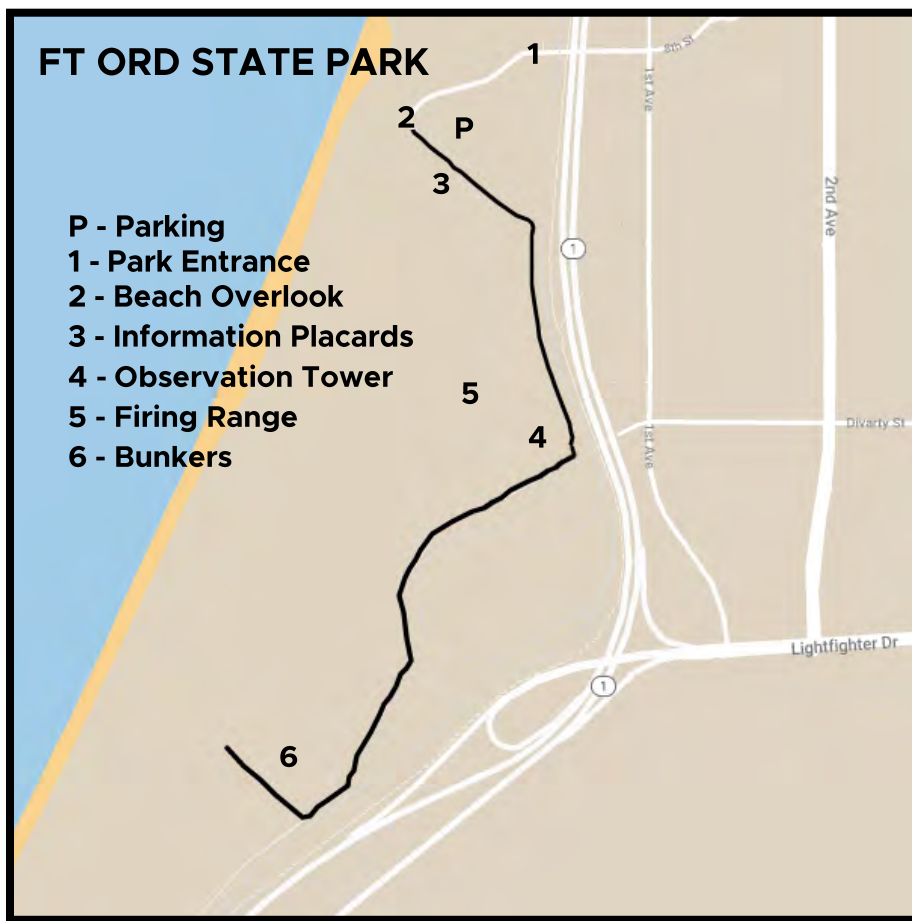 FT ORD STATE PARK
1
8th St
1st Ave
2
P
3
2nd Ave
P - Parking
1
1 - Park Entrance
2 - Beach Overlook
3 - Information Placards
4 - Observation Tower
5
5 - Firing Range
4
Divarty St
1st Ave
6 - Bunkers
Lightfighter Dr
1
6